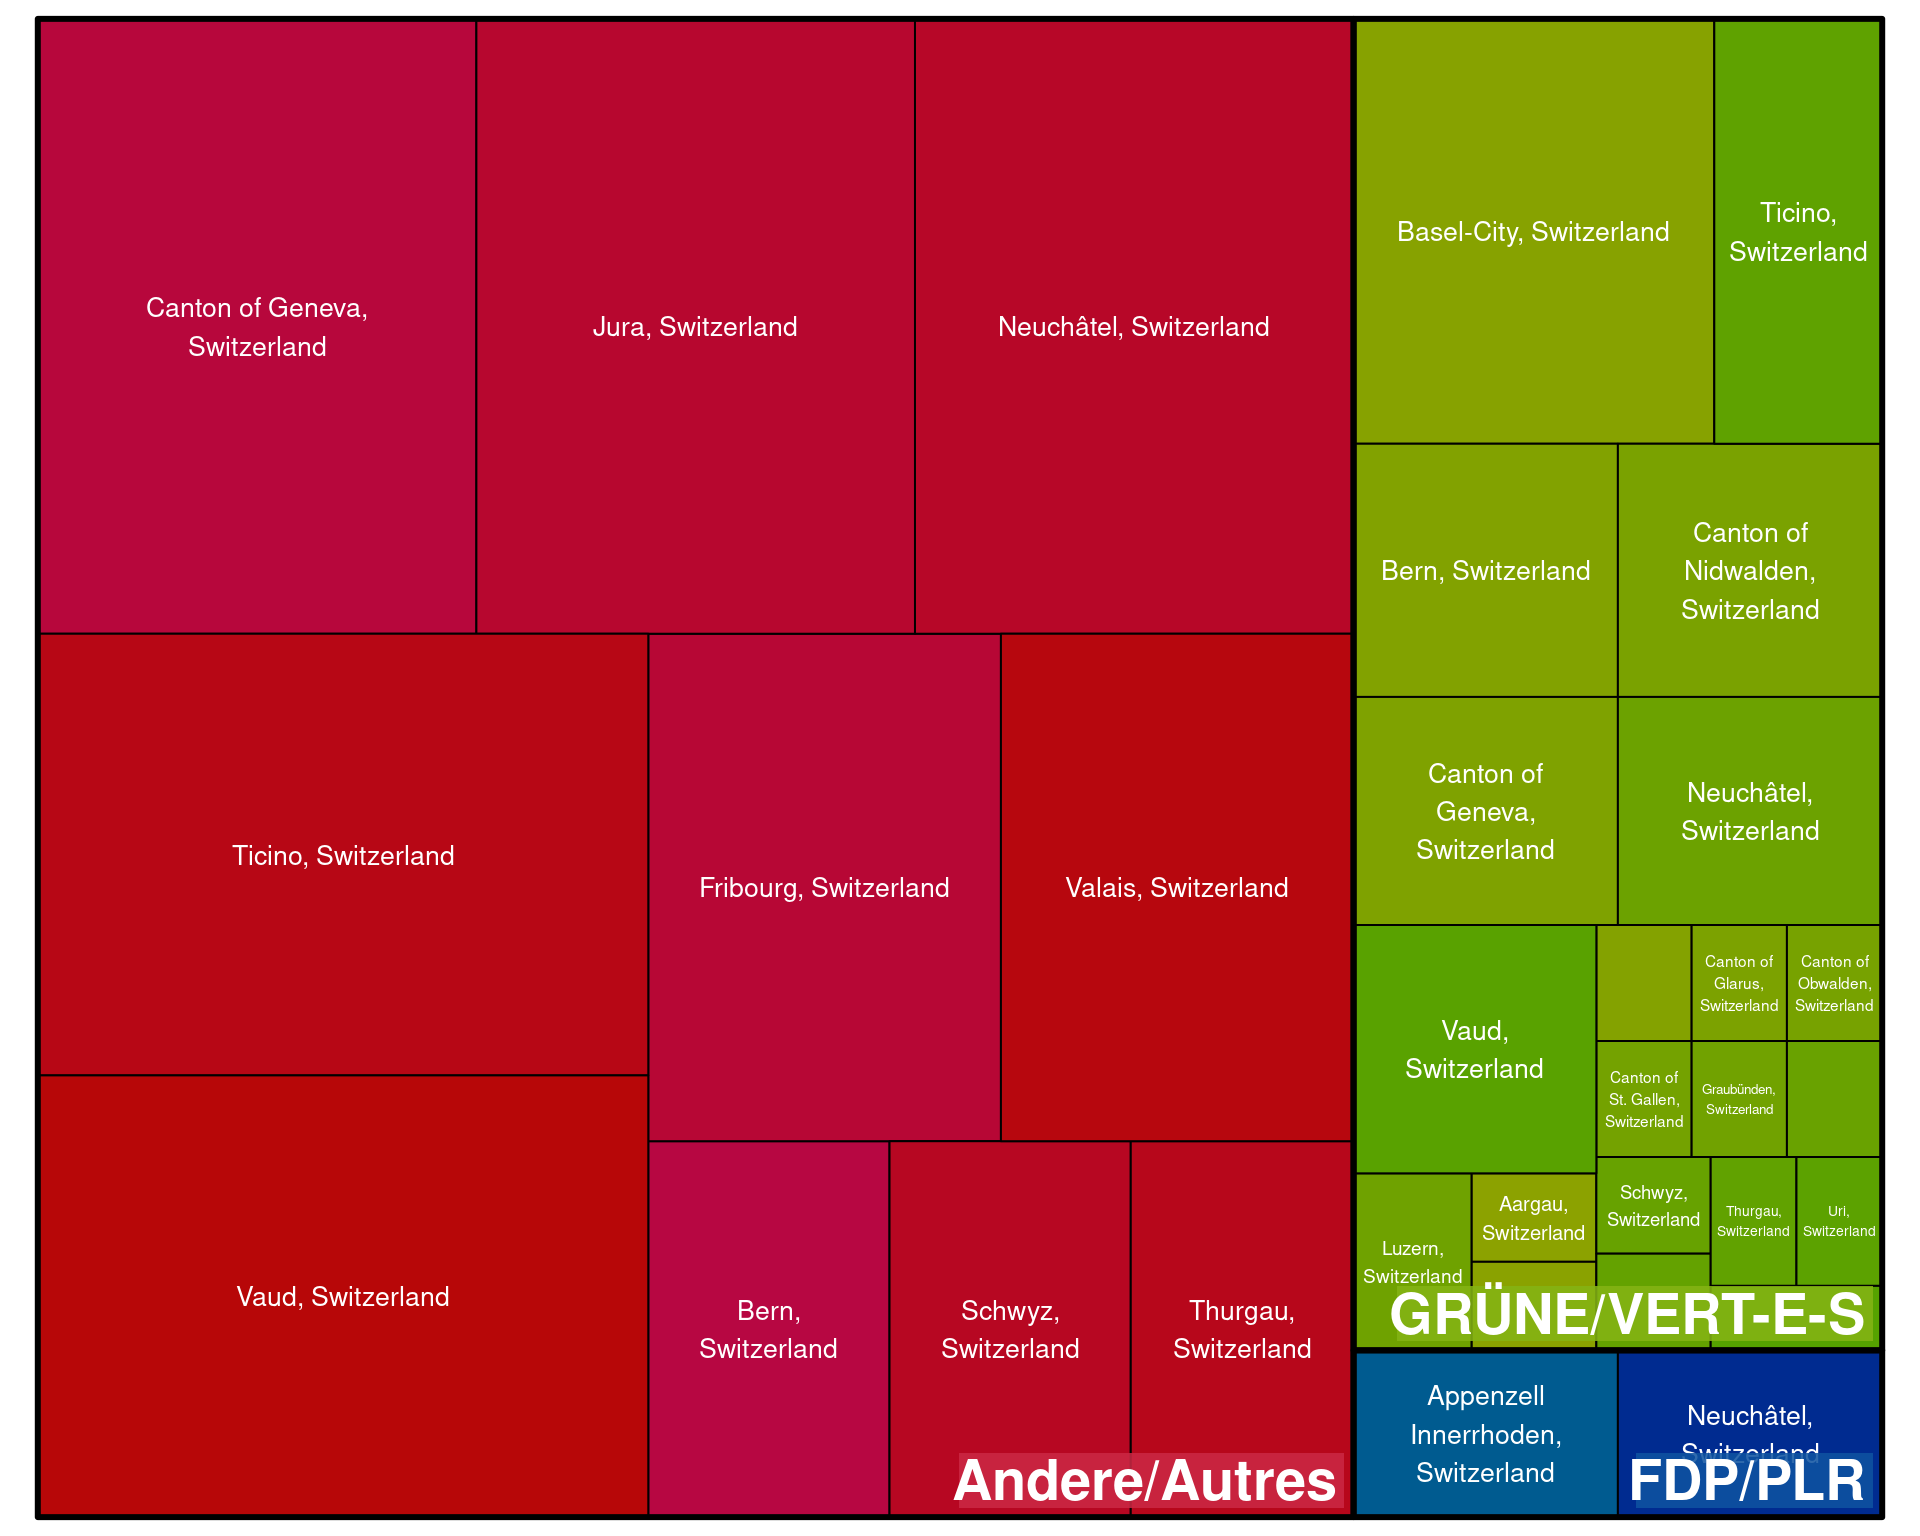 Canton of Geneva,
Switzerland
Jura, Switzerland
Neuchâtel, Switzerland
Ticino, Switzerland
Fribourg, Switzerland
Valais, Switzerland
Vaud, Switzerland
Bern,
Switzerland
Schwyz,
Switzerland
Thurgau,
Switzerland
Andere/Autres
Basel-City, Switzerland
Ticino,
Switzerland
Bern, Switzerland
Canton of
Nidwalden,
Switzerland
Canton of
Geneva,
Switzerland
Neuchâtel,
Switzerland
Vaud,
Switzerland
Canton of
Glarus,
Switzerland
Canton of
Obwalden,
Switzerland
Canton of
St. Gallen,
Switzerland
Graubünden,
Switzerland
Luzern,
Switzerland
Aargau,
Switzerland
Schwyz,
Switzerland
Thurgau,
Switzerland
Uri,
Switzerland
GRÜNE/VERT-E-S
Appenzell
Innerrhoden,
Switzerland
Neuchâtel,
Switzerland
FDP/PLR